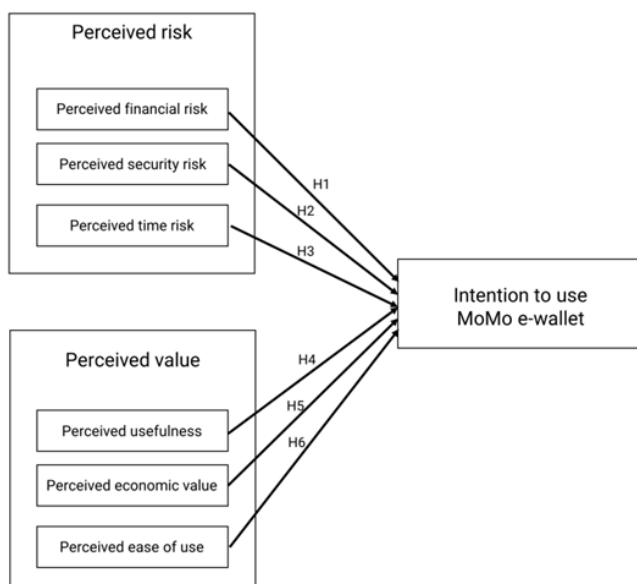 Perceived risk
Perceived financial risk
Perceived security risk
Perceived time risk
H1
H2
H3
Intention to use
MoMo e-wallet
Perceived value
H4
Perceived usefulness
H5
H6
Perceived economic value
Perceived ease of use